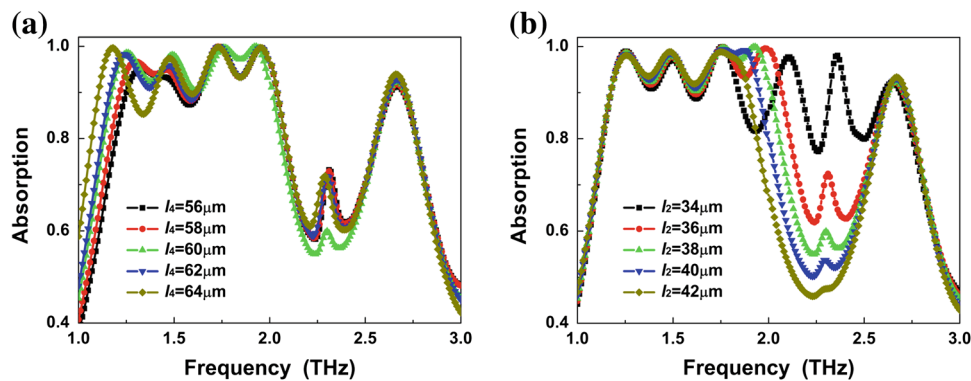 (a)
1.0
0.8
0.6
0.4
Absorption
l₄=56μm
l₄=58μm
l₄=60μm
l₄=62μm
l₄=64μm
1.0 1.5 2.0 2.5 3.0
Frequency (THz)
(b)
1.0
0.8
0.6
0.4
Absorption
l₂=34μm
l₂=36μm
l₂=38μm
l₂=40μm
l₂=42μm
1.0 1.5 2.0 2.5 3.0
Frequency (THz)